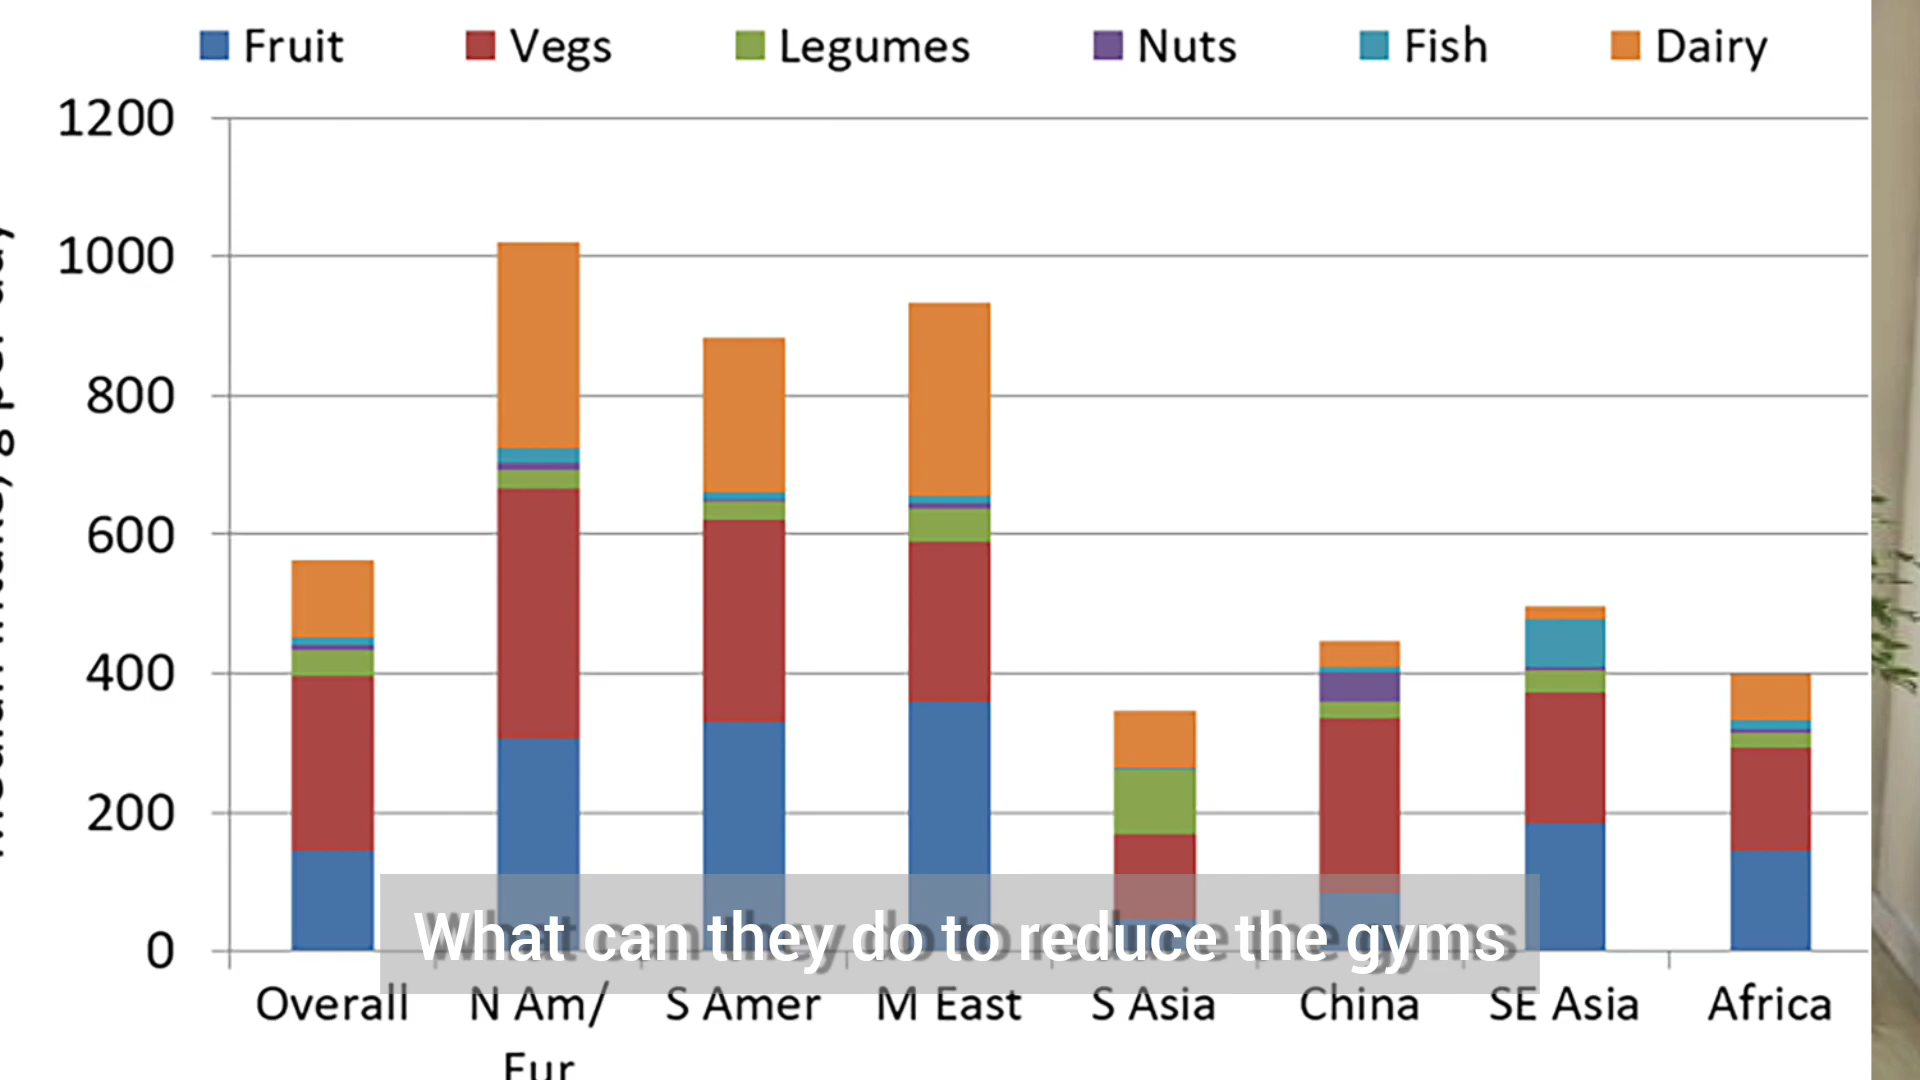 Fruit Vegs Legumes Nuts Fish Dairy
1200
1000
800
600
400
200
0
What can they do to reduce the gyms
Overall N Am/ S Amer M East S Asia China SE Asia Africa
Eur